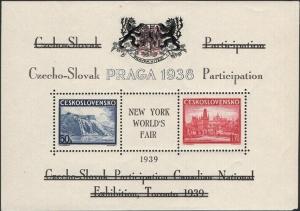 Czecho-Slovak Participation
Czecho-Slovak PRAGA 1938 Participation
ČESKOSLOVENSKO
50h
NEW YORK
WORLD'S
FAIR
ČESKOSLOVENSKO
1939
Czecho-Slovak Participation Canadian National
Exhibition, Toronto 1939